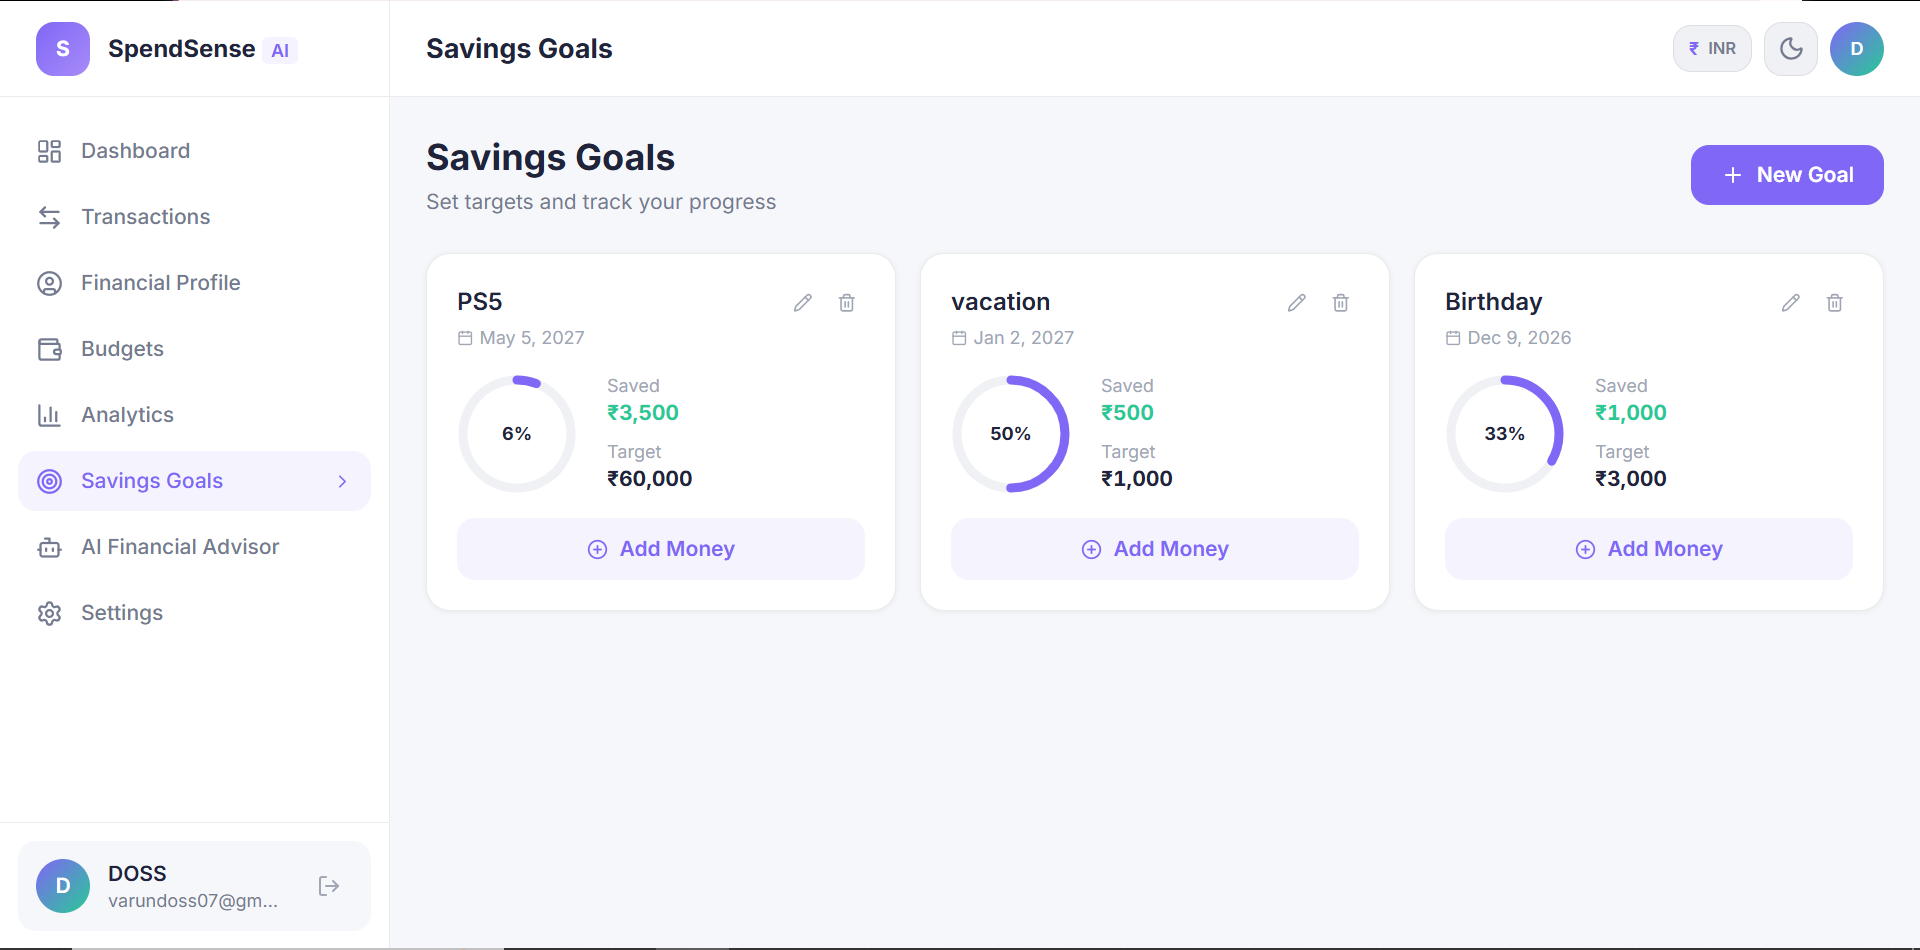 S SpendSense AI
Savings Goals
₹ INR
D
Dashboard
Transactions
Financial Profile
Budgets
Analytics
Savings Goals
AI Financial Advisor
Settings
D
DOSS
varundoss07@gm...
Savings Goals
Set targets and track your progress
+ New Goal
PS5
May 5, 2027
6%
Saved
₹3,500
Target
₹60,000
Add Money
vacation
Jan 2, 2027
50%
Saved
₹500
Target
₹1,000
Add Money
Birthday
Dec 9, 2026
33%
Saved
₹1,000
Target
₹3,000
Add Money